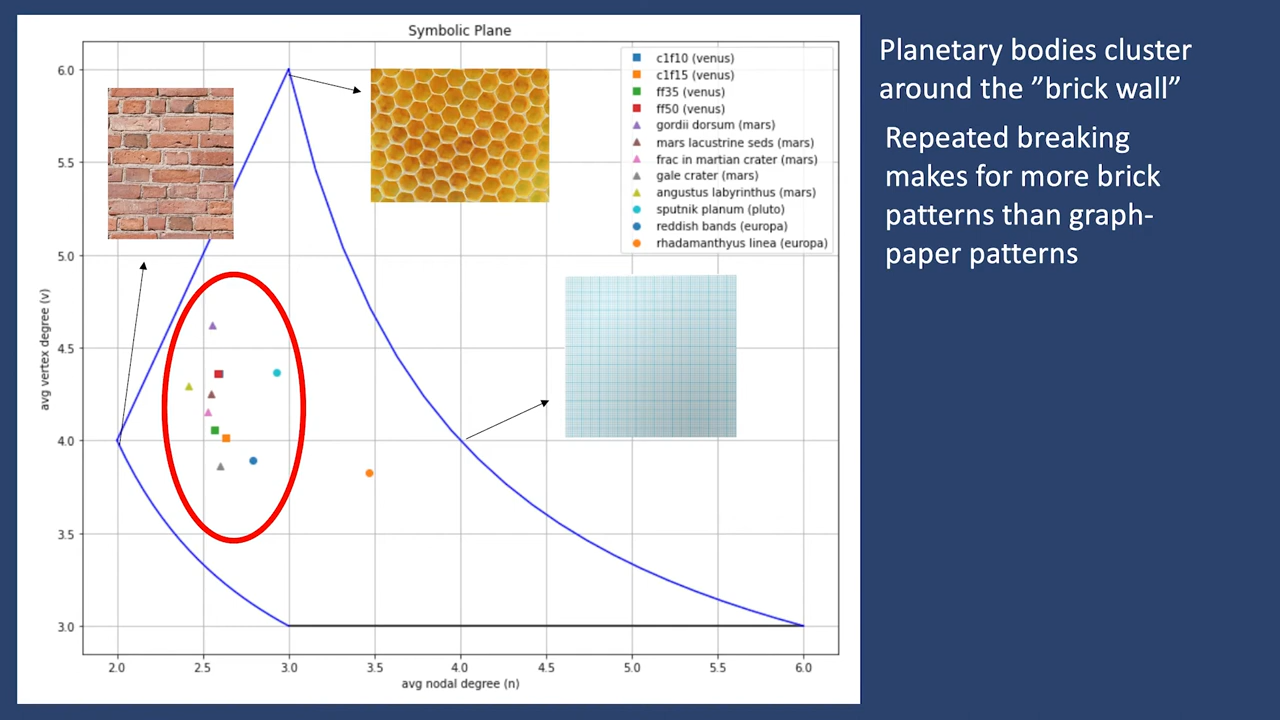 Symbolic Plane
6.0
5.5
5.0
4.5
4.0
3.5
3.0
avg vertex degree (v)
2.0 2.5 3.0 3.5 4.0 4.5 5.0 5.5 6.0
avg nodal degree (n)
c1f10 (venus)
c1f15 (venus)
ff35 (venus)
ff50 (venus)
gordii dorsum (mars)
mars lacustrine seds (mars)
frac in martian crater (mars)
gale crater (mars)
angustus labyrinthus (mars)
sputnik planum (pluto)
reddish bands (europa)
rhadamanthyus linea (europa)
Planetary bodies cluster
around the ”brick wall”
Repeated breaking
makes for more brick
patterns than graph-
paper patterns